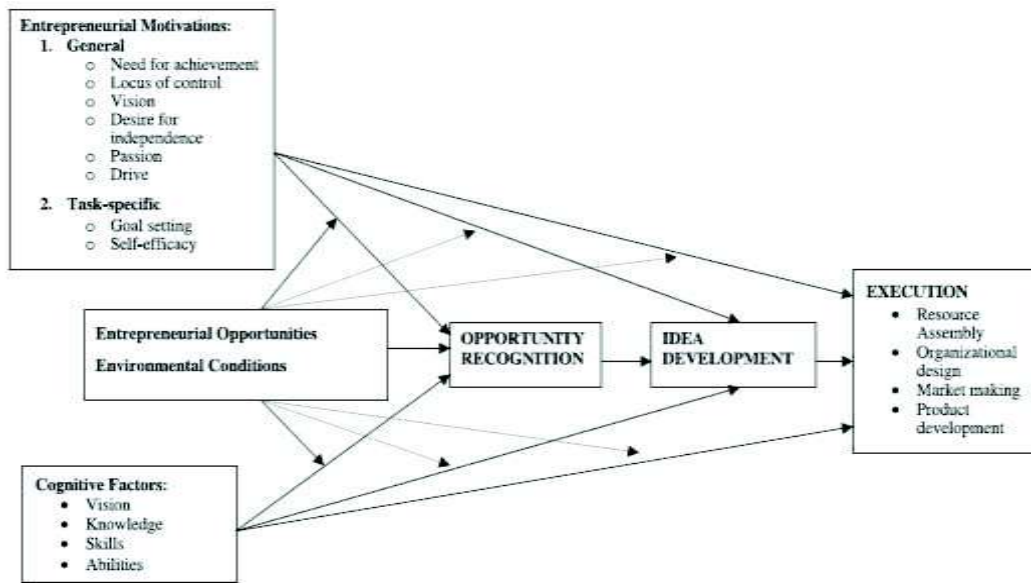 Entrepreneurial Motivations:
1. General
o Need for achievement
o Locus of control
o Vision
o Desire for
independence
o Passion
o Drive
2. Task-specific
o Goal setting
o Self-efficacy
Entrepreneurial Opportunities
Environmental Conditions
OPPORTUNITY
RECOGNITION
IDEA
DEVELOPMENT
EXECUTION
• Resource
Assembly
• Organizational
design
• Market making
• Product
development
Cognitive Factors:
• Vision
• Knowledge
• Skills
• Abilities